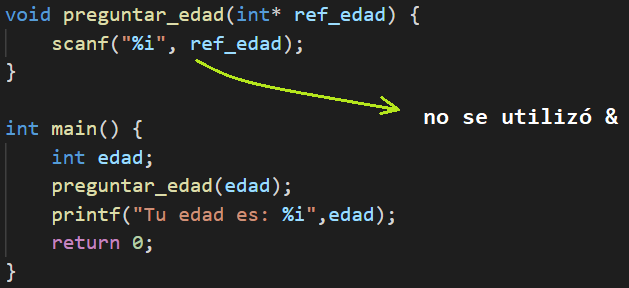 void preguntar_edad(int* ref_edad) {
    scanf("%i", ref_edad);
}
no se utilizó &
int main() {
    int edad;
    preguntar_edad(edad);
    printf("Tu edad es: %i",edad);
    return 0;
}